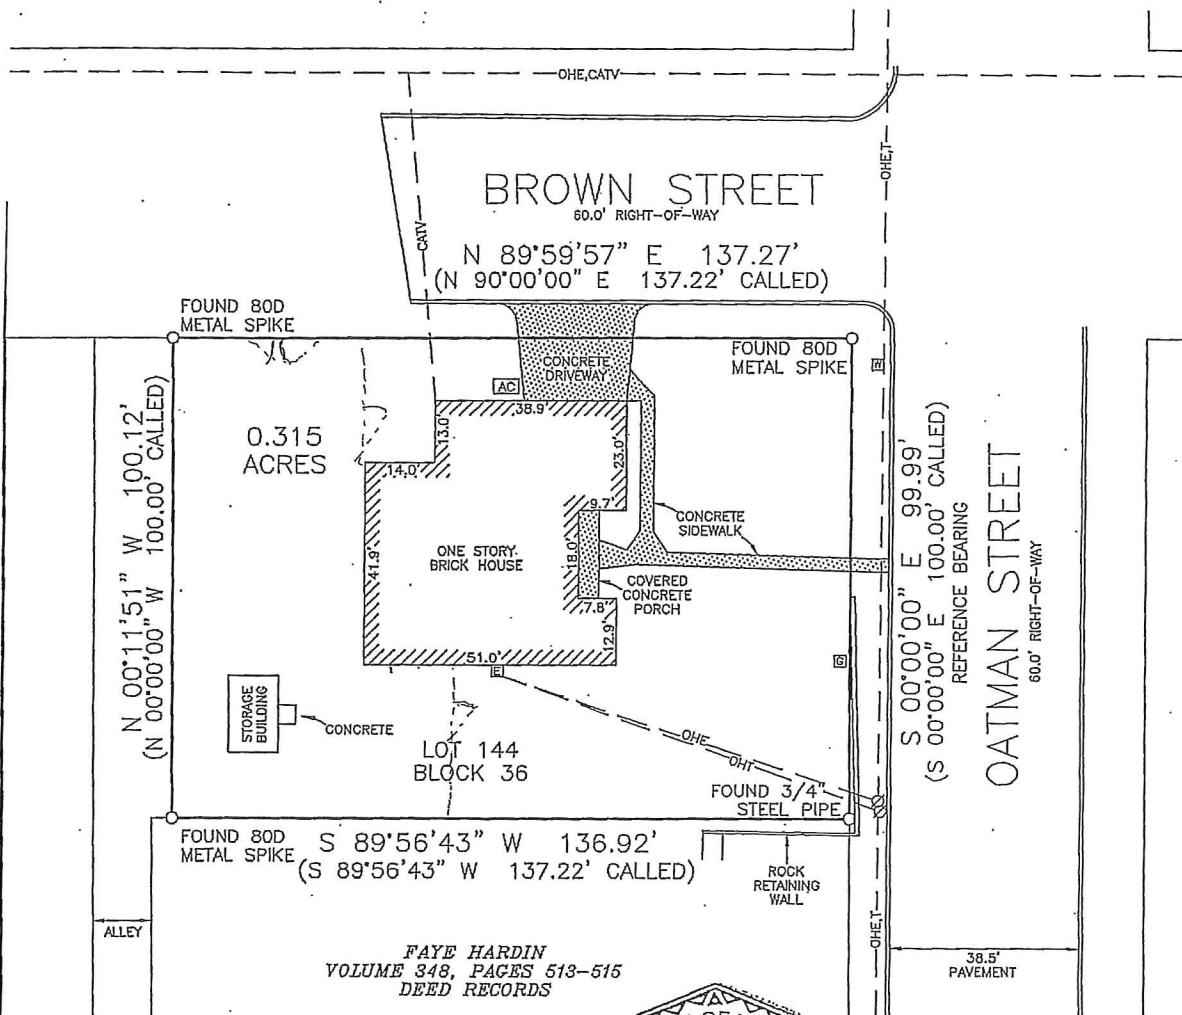 OHE,CATV
OHE,T
BROWN STREET
60.0' RIGHT-OF-WAY
CATV
N 89°59'57" E 137.27'
(N 90°00'00" E 137.22' CALLED)
FOUND 80D
METAL SPIKE
FOUND 80D
METAL SPIKE
CONCRETE
DRIVEWAY
AC
W
38.9'
13.0'
14.0'
23.0'
9.7'
18.0'
7.8'
12.9'
51.0'
41.9'
0.315
ACRES
N 00°11'51" W 100.12'
(N 00°00'00" W 100.00' CALLED)
ONE STORY
BRICK HOUSE
CONCRETE
SIDEWALK
COVERED
CONCRETE
PORCH
S 00°00'00" E 99.99'
(S 00°00'00" E 100.00' CALLED)
REFERENCE BEARING
OATMAN STREET
60.0' RIGHT-OF-WAY
E
G
STORAGE
BUILDING
CONCRETE
OHE
OHT
LOT 144
BLOCK 36
FOUND 3/4"
STEEL PIPE
FOUND 80D
METAL SPIKE
S 89°56'43" W 136.92'
(S 89°56'43" W 137.22' CALLED)
ROCK
RETAINING
WALL
ALLEY
OHE,T
38.5'
PAVEMENT
FAYE HARDIN
VOLUME 348, PAGES 513-515
DEED RECORDS